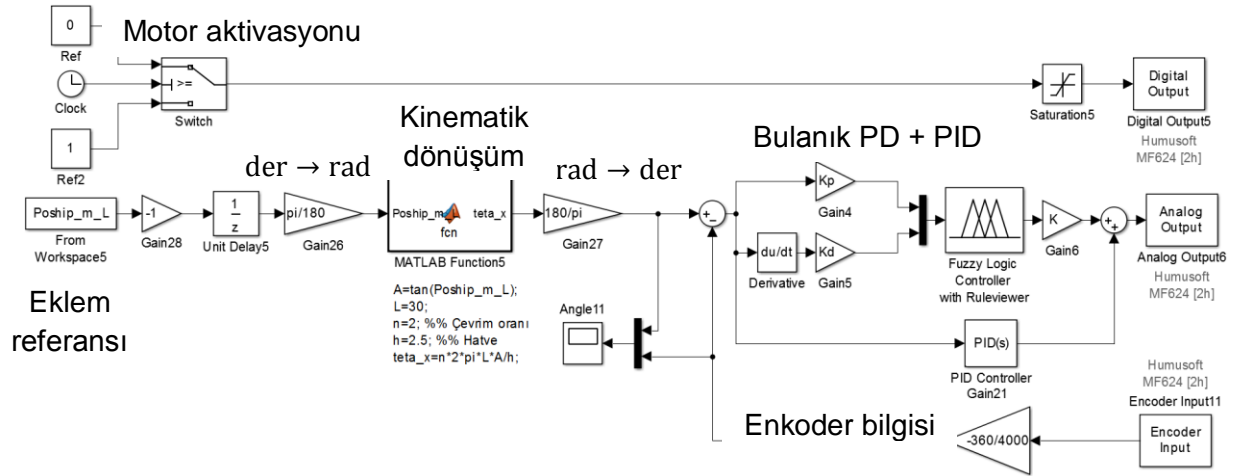 0
Ref
Motor aktivasyonu
Clock
>=
Switch
1
Ref2
Saturation5
Digital
Output
Digital Output5
Humusoft
MF624 [2h]
der → rad
Kinematik
dönüşüm
rad → der
Bulanık PD + PID
Poship_m_L
From
Workspace5
-1
Gain28
1
z
Unit Delay5
pi/180
Gain26
Poship_m
teta_x
fcn
MATLAB Function5
180/pi
Gain27
+
−
Kp
Gain4
du/dt
Derivative
Kd
Gain5
Fuzzy Logic
Controller
with Ruleviewer
K
Gain6
+
+
Analog
Output
Analog Output6
Humusoft
MF624 [2h]
Eklem
referansı
A=tan(Poship_m_L);
L=30;
n=2; %% Çevrim oranı
h=2.5; %% Hatve
teta_x=n*2*pi*L*A/h;
Angle11
PID(s)
PID Controller
Gain21
Humusoft
MF624 [2h]
Encoder Input11
Enkoder bilgisi
-360/4000
Encoder
Input